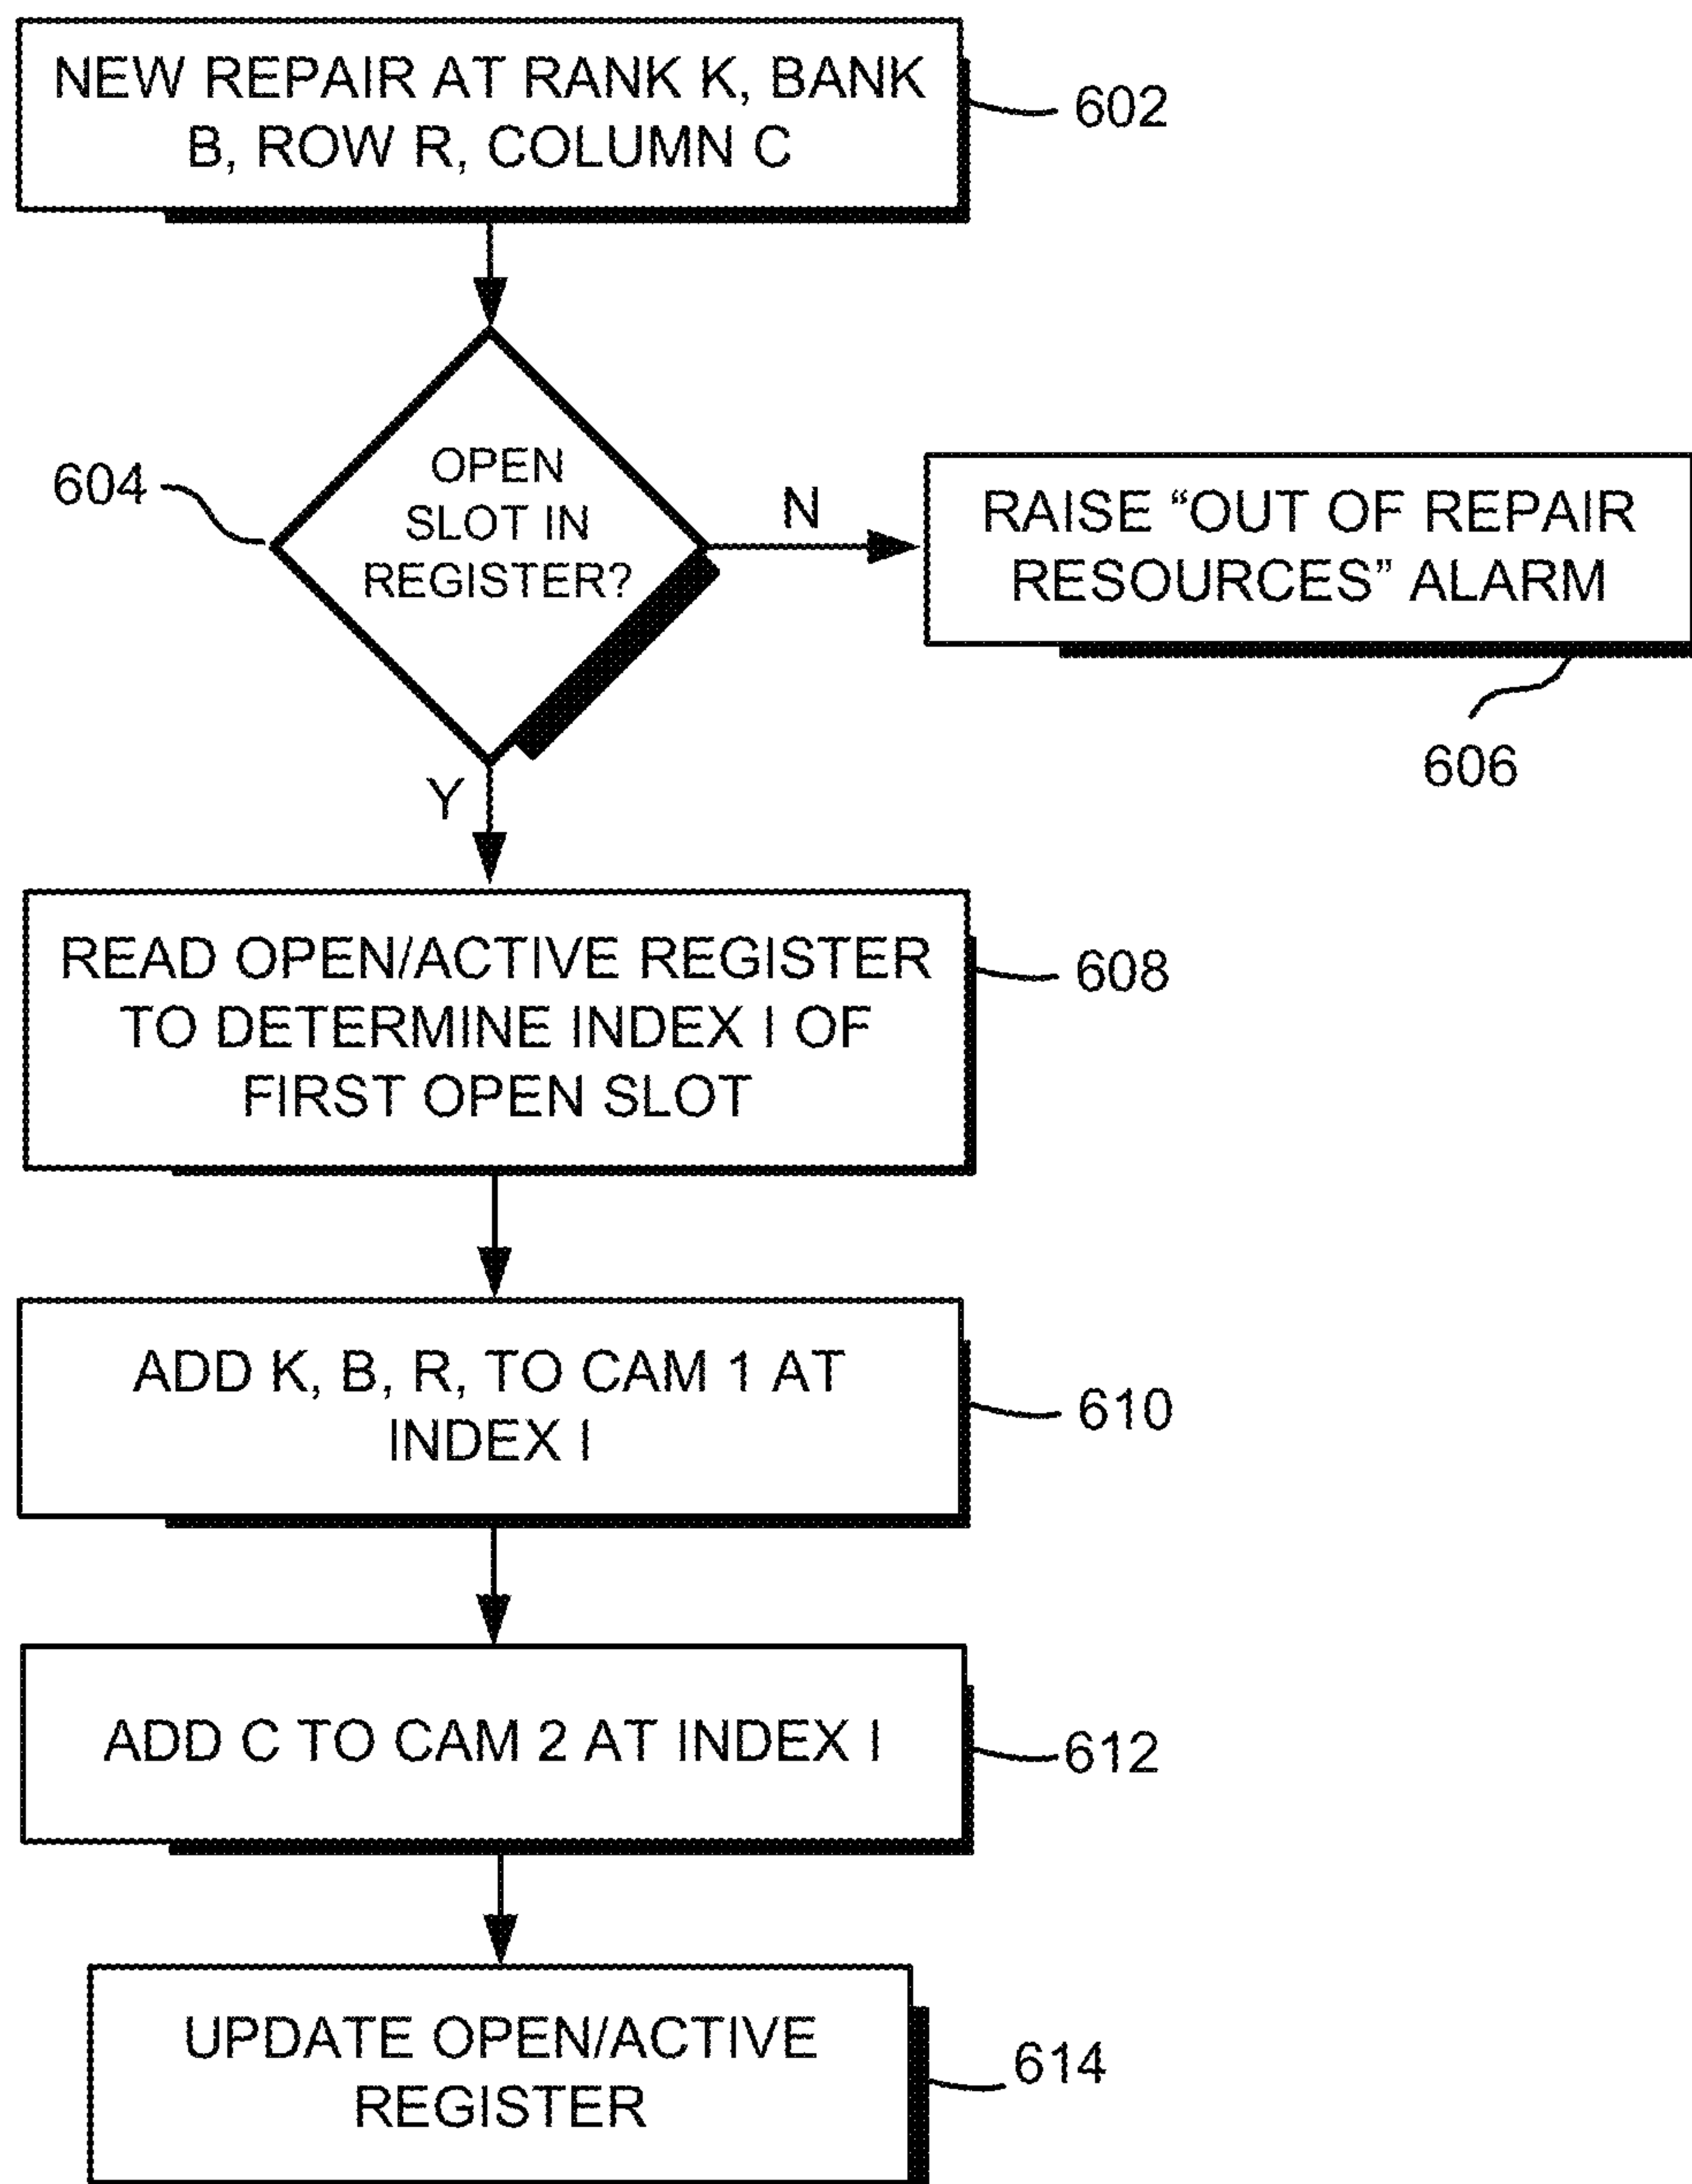 NEW REPAIR AT RANK K, BANK
B, ROW R, COLUMN C
602
OPEN
SLOT IN
REGISTER?
604
N
RAISE “OUT OF REPAIR
RESOURCES” ALARM
606
Y
READ OPEN/ACTIVE REGISTER
TO DETERMINE INDEX I OF
FIRST OPEN SLOT
608
ADD K, B, R, TO CAM 1 AT
INDEX I
610
ADD C TO CAM 2 AT INDEX I
612
UPDATE OPEN/ACTIVE
REGISTER
614